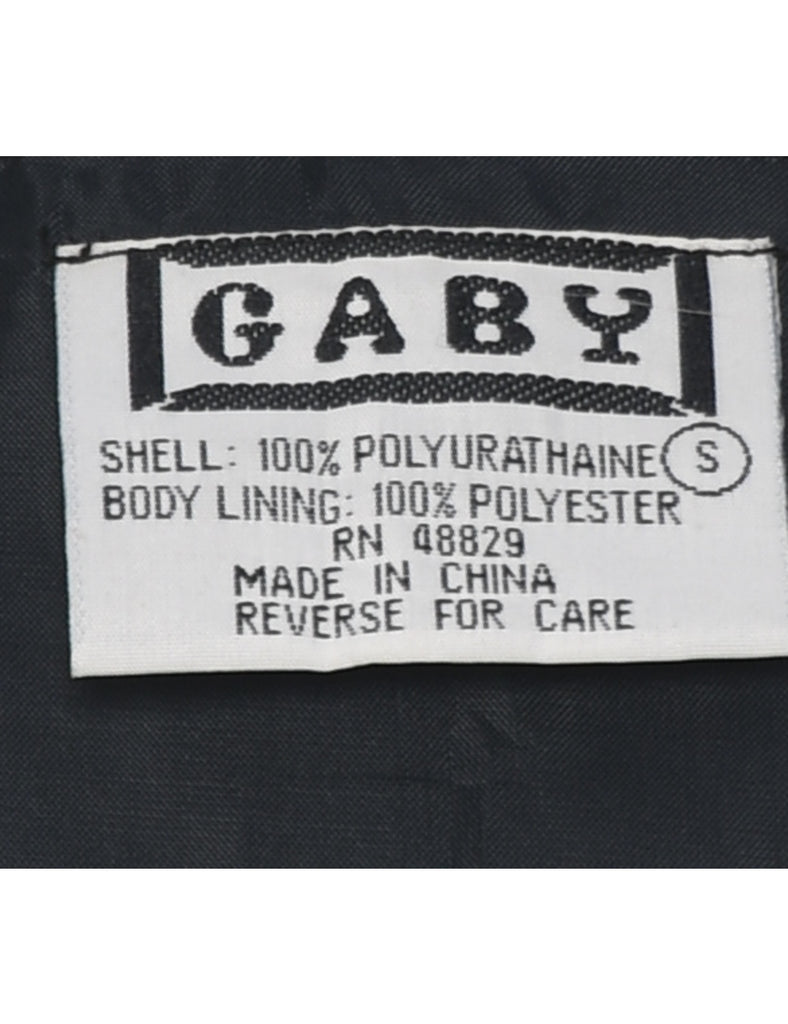 GABY
SHELL: 100% POLYURATHAINE S
BODY LINING: 100% POLYESTER
RN 48829
MADE IN CHINA
REVERSE FOR CARE